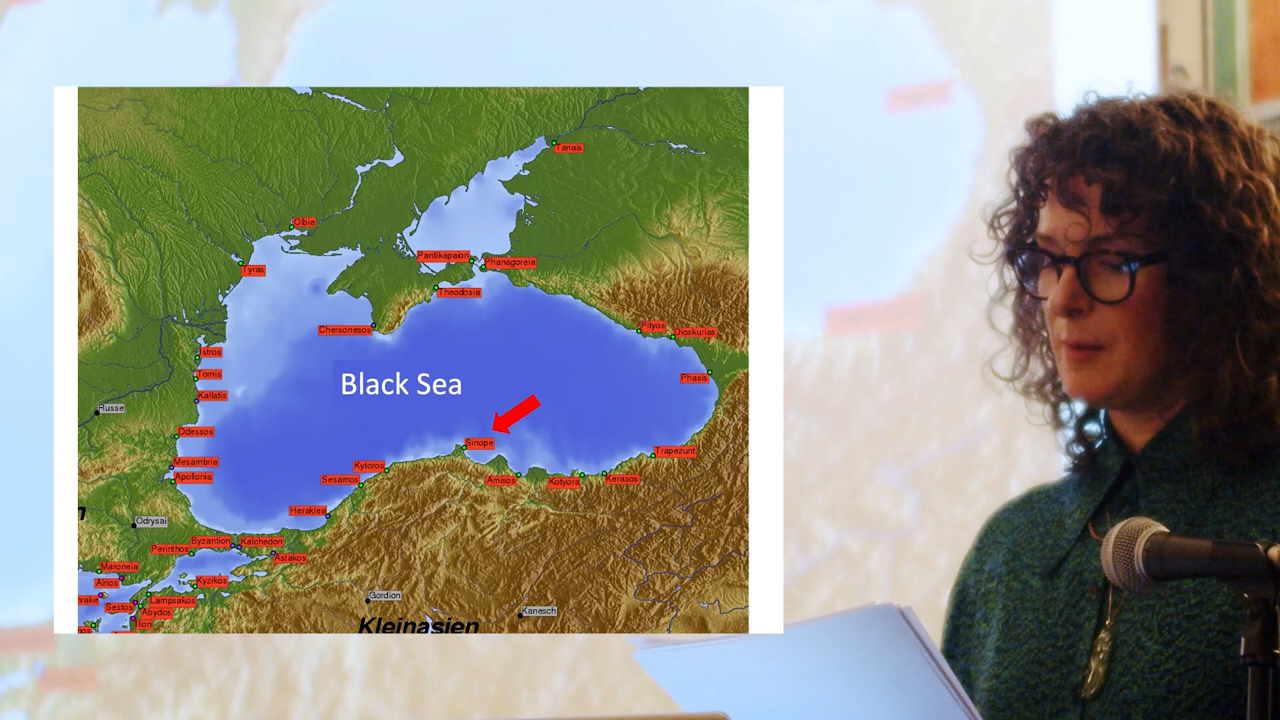 Tanais
Olbia
Pantikapaion
Phanagoreia
Tyras
Theodosia
Chersonesos
Pityos
Dioskurias
Istros
Tomis
Phasis
Black Sea
Kallatis
Russe
Odessos
Sinope
Trapezunt
Mesambria
Kytoros
Apollonia
Sesamos
Amisos
Kotyora
Kerasos
Heraklea
Odrysai
Byzantion
Kalchedon
Perinthos
Astakos
Maroneia
Ainos
Kyzikos
Gordion
Lampsakos
Sestos
Abydos
Kanesch
Ilion
Kleinasien